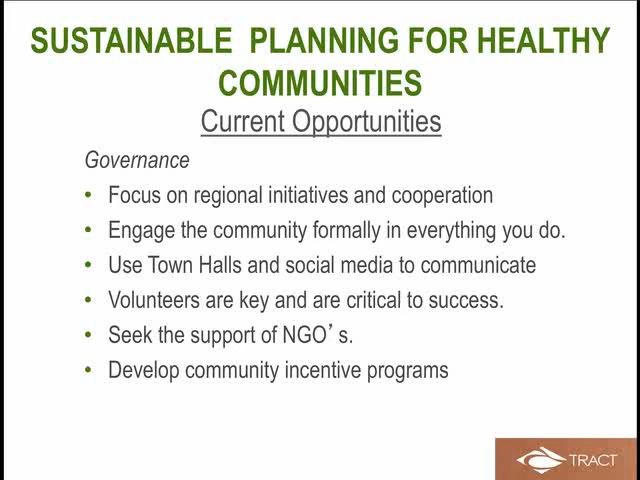 SUSTAINABLE PLANNING FOR HEALTHY
COMMUNITIES
Current Opportunities
Governance
• Focus on regional initiatives and cooperation
• Engage the community formally in everything you do.
• Use Town Halls and social media to communicate
• Volunteers are key and are critical to success.
• Seek the support of NGO’s.
• Develop community incentive programs
TRACT